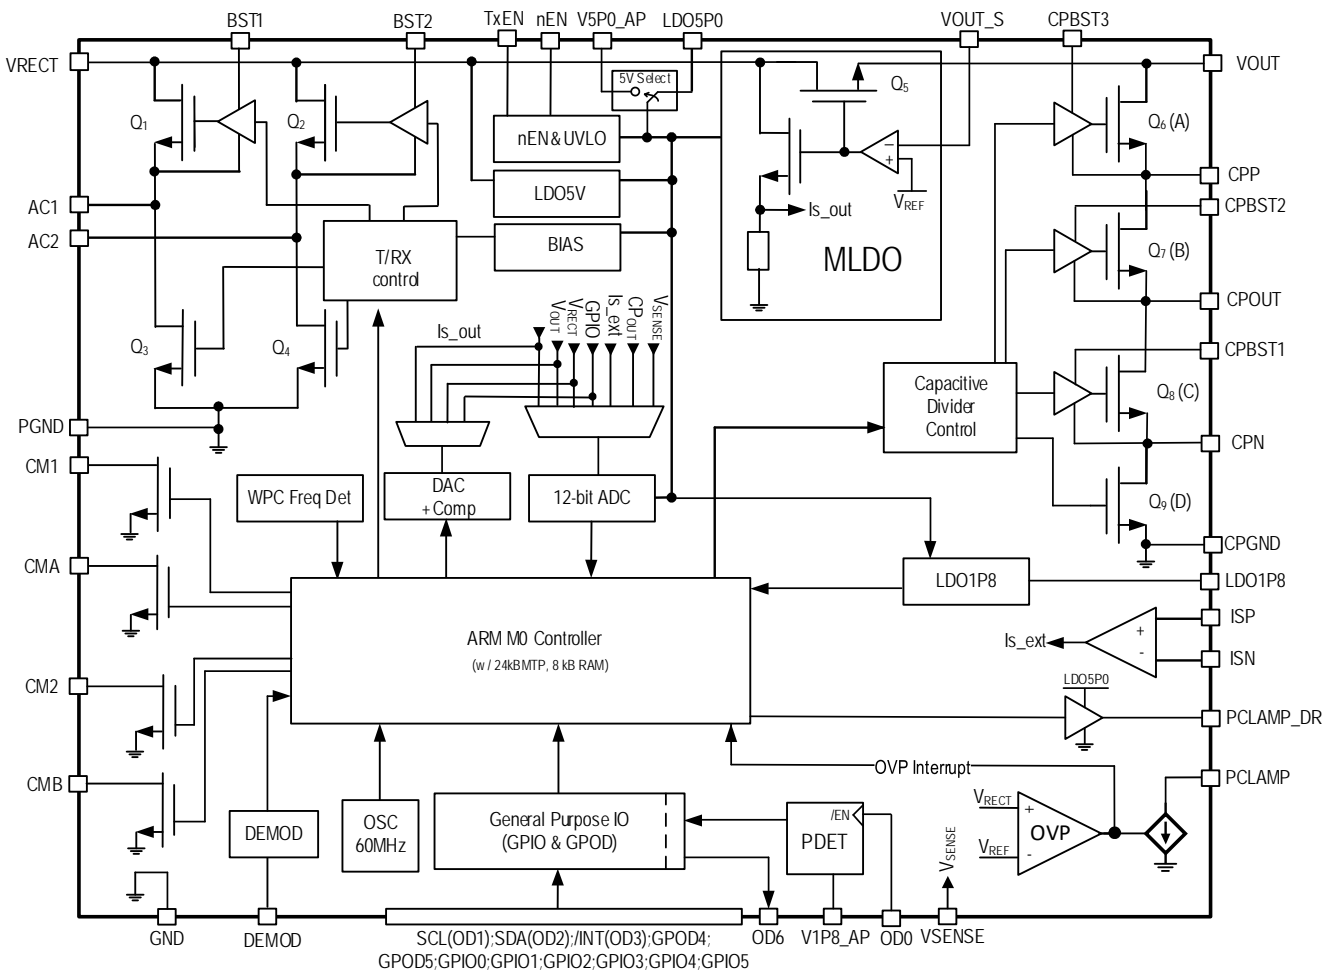 BST1
BST2
TxEN
nEN
V5P0_AP
LDO5P0
VOUT_S
CPBST3
VRECT
VOUT
5V Select
Q1
Q2
Q5
Q6 (A)
nEN & UVLO
LDO5V
BIAS
VREF
Is_out
MLDO
CPP
AC1
AC2
CPBST2
T/RX
control
Q7 (B)
CPOUT
Is_out
VOUT
VRECT
GPIO
Is_ext
CPOUT
VSENSE
Q3
Q4
CPBST1
Capacitive
Divider
Control
Q8 (C)
PGND
CPN
CM1
WPC Freq Det
DAC
+ Comp
12-bit ADC
Q9 (D)
CPGND
CMA
LDO1P8
LDO1P8
ARM M0 Controller
(w / 24kB MTP, 8 kB RAM)
ISP
+
-
Is_ext
ISN
CM2
LDO5P0
PCLAMP_DR
OVP Interrupt
PCLAMP
CMB
DEMOD
OSC
60MHz
General Purpose IO
(GPIO & GPOD)
/EN
PDET
VSENSE
VRECT
+
OVP
VREF
-
−
+
GND
DEMOD
SCL(OD1);SDA(OD2);/INT(OD3);GPOD4;
GPOD5;GPIO0;GPIO1;GPIO2;GPIO3;GPIO4;GPIO5
OD6
V1P8_AP
OD0
VSENSE